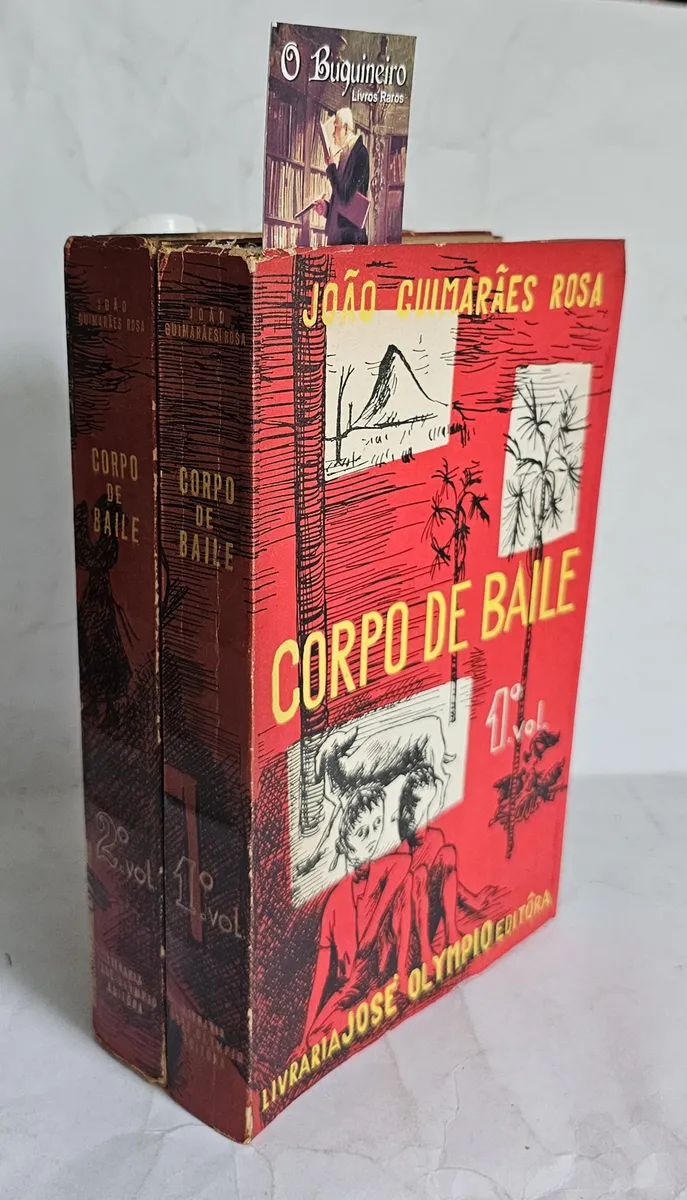 O Buquineiro
Livros Raros
JOÃO
GUIMARÃES ROSA
CORPO
DE
BAILE
2º.vol.
JOÃO
GUIMARÃES ROSA
CORPO
DE
BAILE
1º.vol.
JOÃO GUIMARÃES ROSA
CORPO DE BAILE
1º.vol.
LIVRARIA JOSÉ OLYMPIO EDITÔRA